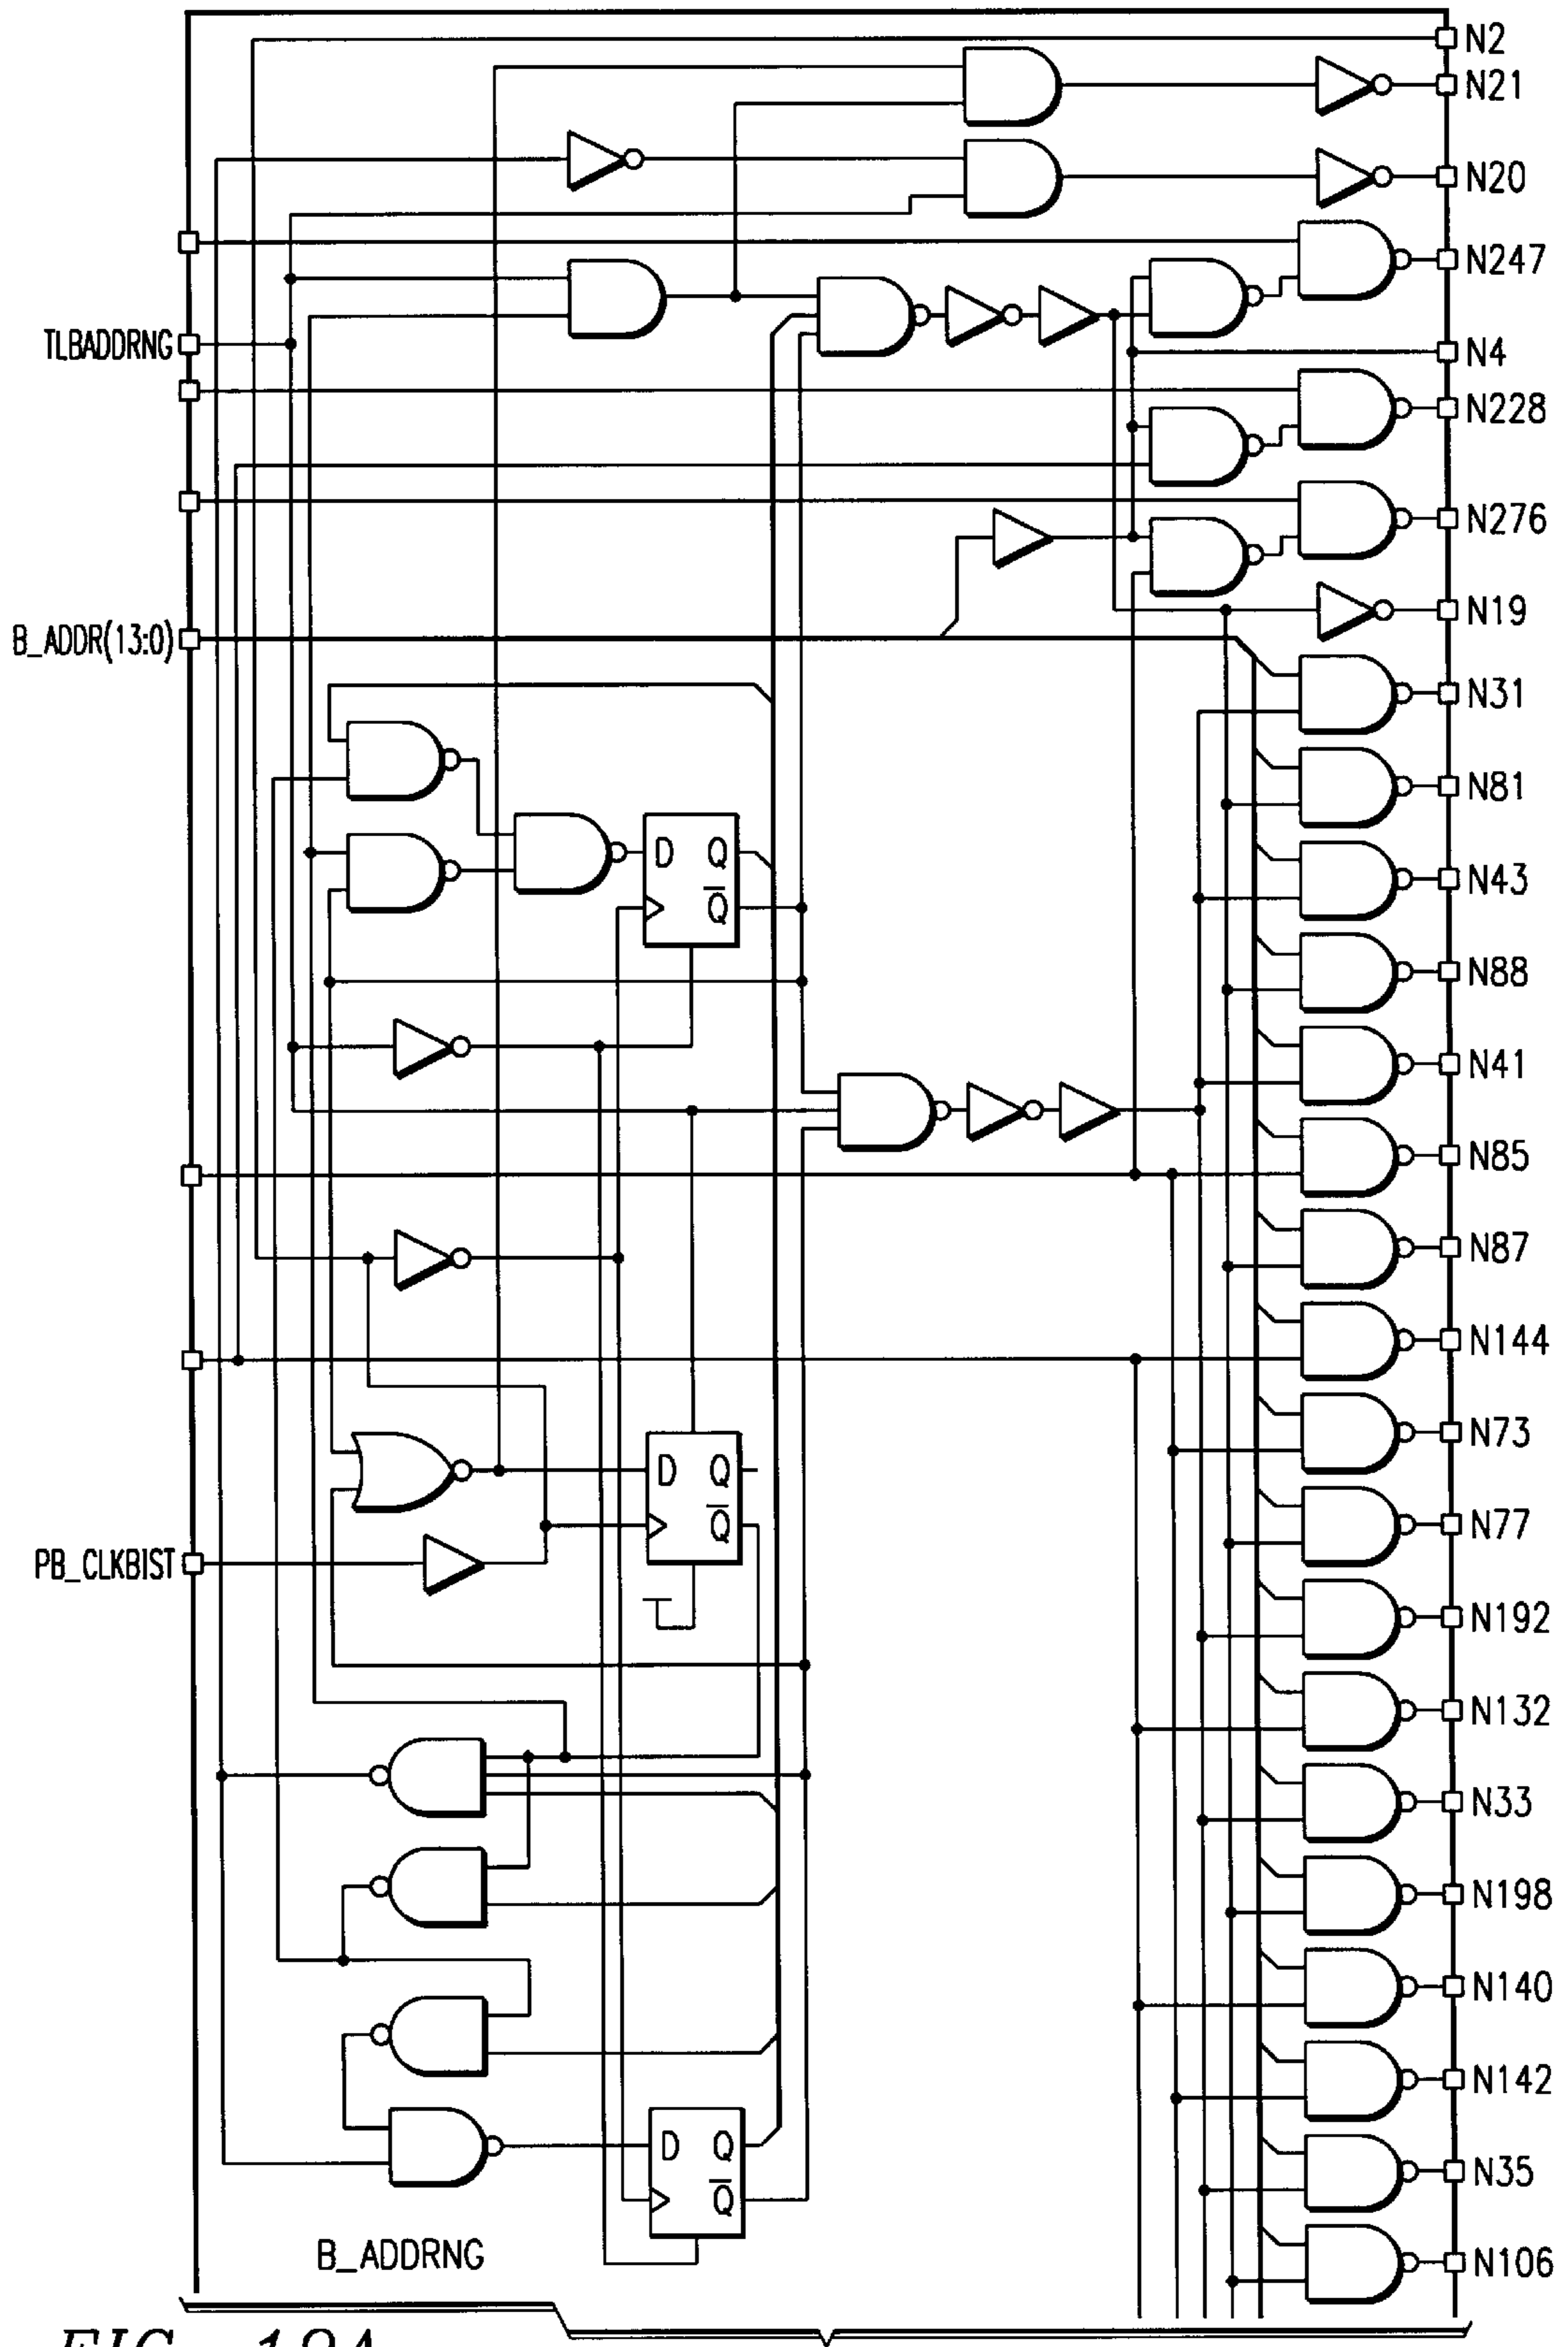 N2
N21
N20
N247
TLBADDRNG
N4
N228
N276
N19
B_ADDR(13:0)
N31
N81
D Q
N43
Q
N88
N41
N85
N87
N144
N73
D Q
N77
Q
PB_CLKBIST
N192
N132
N33
N198
N140
N142
D Q
N35
Q
B_ADDRNG
N106